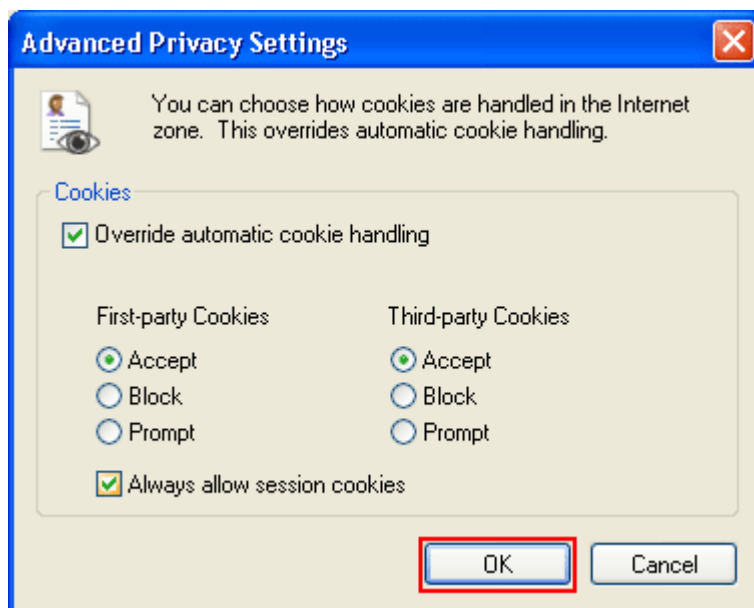 Advanced Privacy Settings
You can choose how cookies are handled in the Internet
zone. This overrides automatic cookie handling.
Cookies
Override automatic cookie handling
First-party Cookies
Third-party Cookies
Accept
Accept
Block
Block
Prompt
Prompt
Always allow session cookies
OK
Cancel